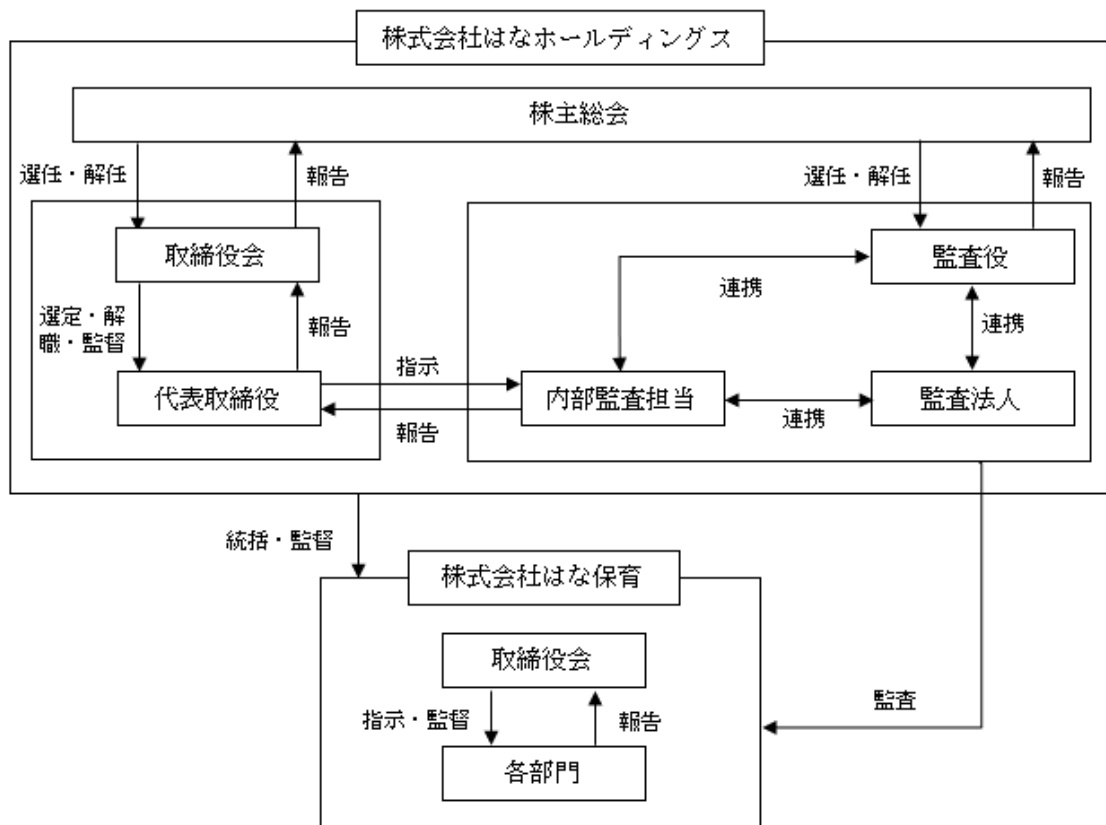 株式会社はなホールディングス
株主総会
選任・解任
報告
選任・解任
報告
取締役会
監査役
連携
選定・解
職・監督
報告
連携
指示
代表取締役
内部監査担当
監査法人
報告
連携
統括・監督
株式会社はな保育
取締役会
指示・監督
報告
監査
各部門